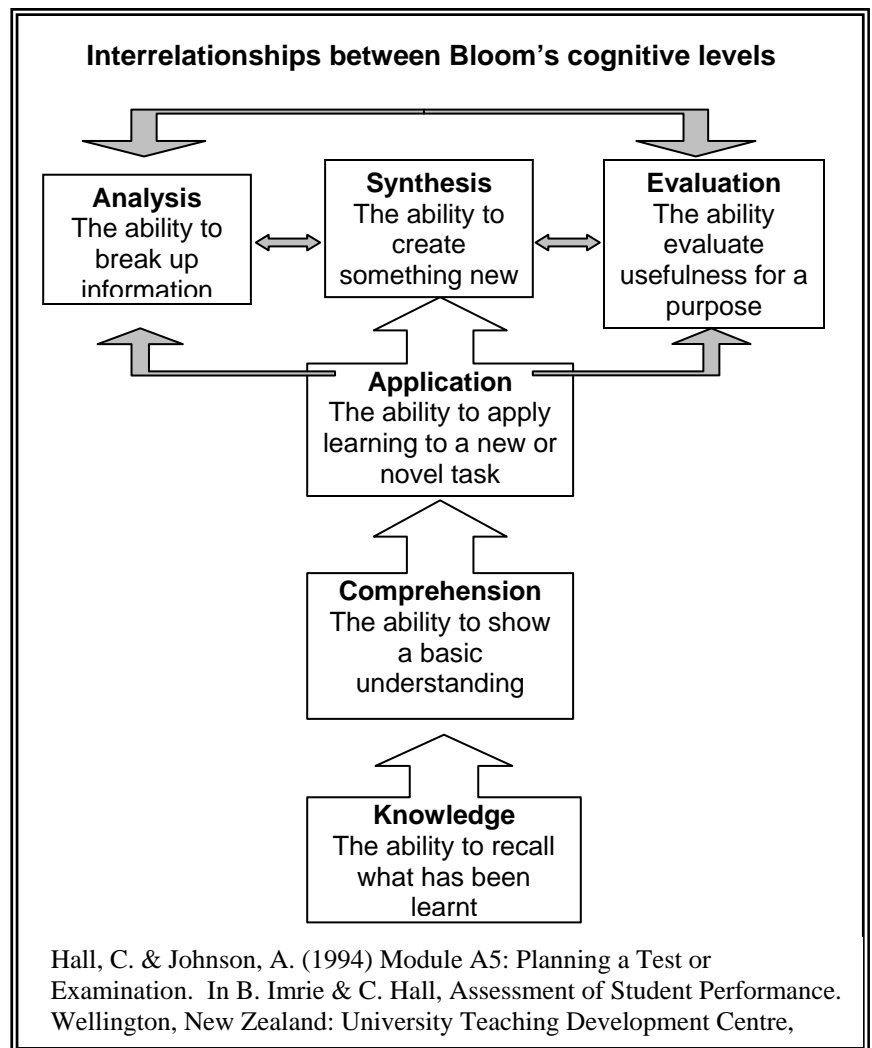 Interrelationships between Bloom’s cognitive levels
Analysis
The ability to
break up
information
Synthesis
The ability to
create
something new
Evaluation
The ability
evaluate
usefulness for a
purpose
Application
The ability to apply
learning to a new or
novel task
Comprehension
The ability to show
a basic
understanding
Knowledge
The ability to recall
what has been
learnt
Hall, C. & Johnson, A. (1994) Module A5: Planning a Test or
Examination.  In B. Imrie & C. Hall, Assessment of Student Performance.
Wellington, New Zealand: University Teaching Development Centre,